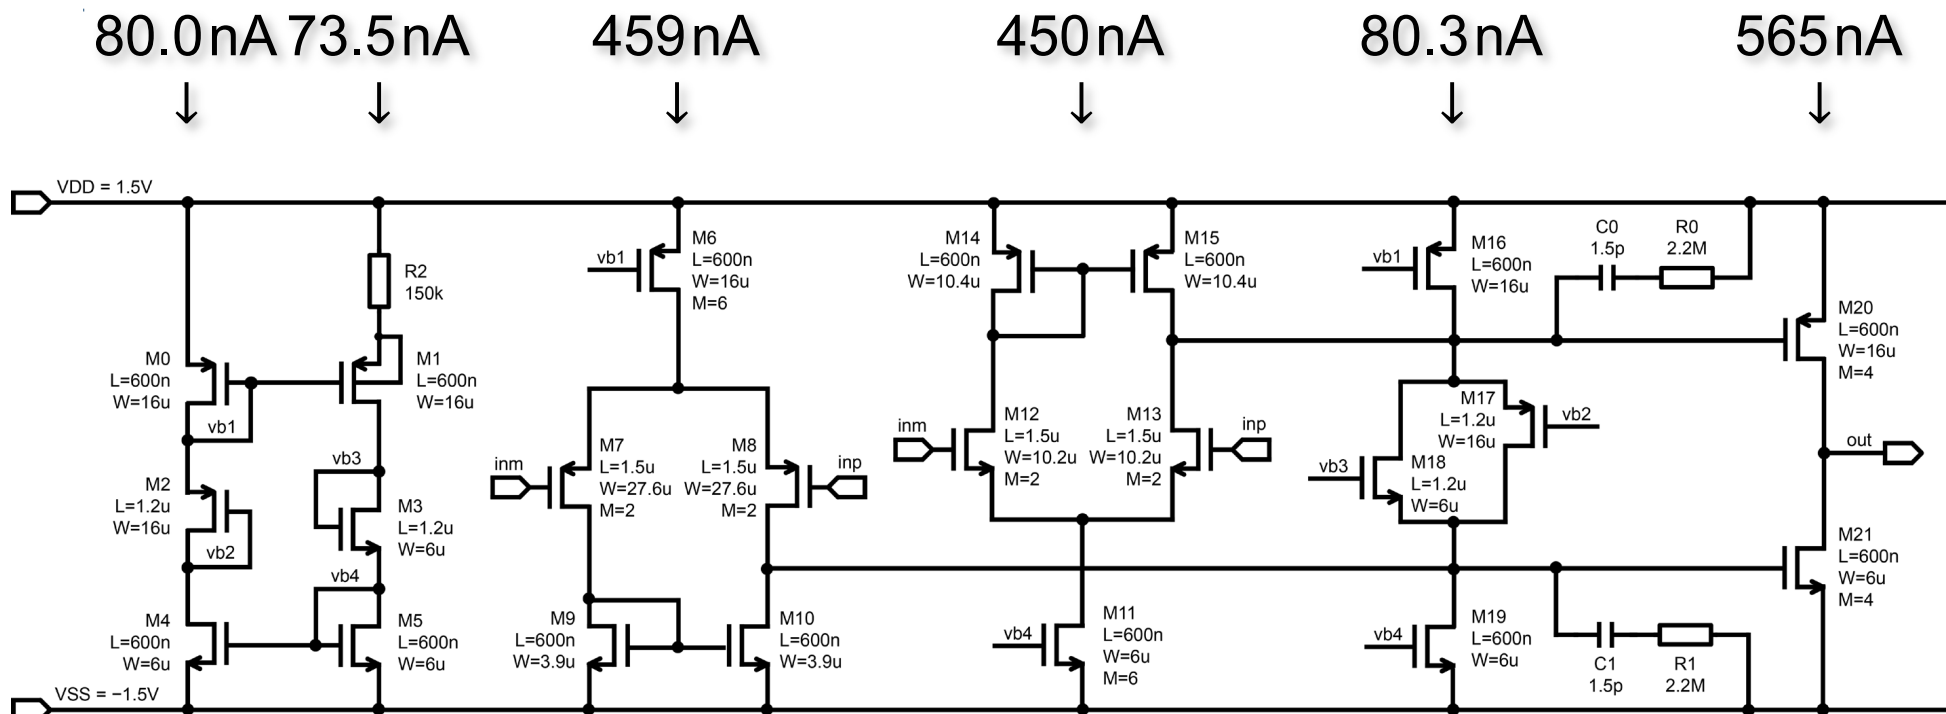 80.0nA 73.5nA 459nA 450nA 80.3nA 565nA
VDD = 1.5V
R2
150k
M0
L=600n
W=16u
vb1
M1
L=600n
W=16u
M2
L=1.2u
W=16u
vb2
vb3
M3
L=1.2u
W=6u
vb4
M4
L=600n
W=6u
M5
L=600n
W=6u
VSS = −1.5V
vb1
M6
L=600n
W=16u
M=6
inm
M7
L=1.5u
W=27.6u
M=2
M8
L=1.5u
W=27.6u
M=2
inp
M9
L=600n
W=3.9u
M10
L=600n
W=3.9u
M14
L=600n
W=10.4u
M15
L=600n
W=10.4u
inm
M12
L=1.5u
W=10.2u
M=2
M13
L=1.5u
W=10.2u
M=2
inp
vb4
M11
L=600n
W=6u
M=6
vb1
M16
L=600n
W=16u
M17
L=1.2u
W=16u
vb2
vb3
M18
L=1.2u
W=6u
vb4
M19
L=600n
W=6u
C0
1.5p
R0
2.2M
C1
1.5p
R1
2.2M
M20
L=600n
W=16u
M=4
out
M21
L=600n
W=6u
M=4